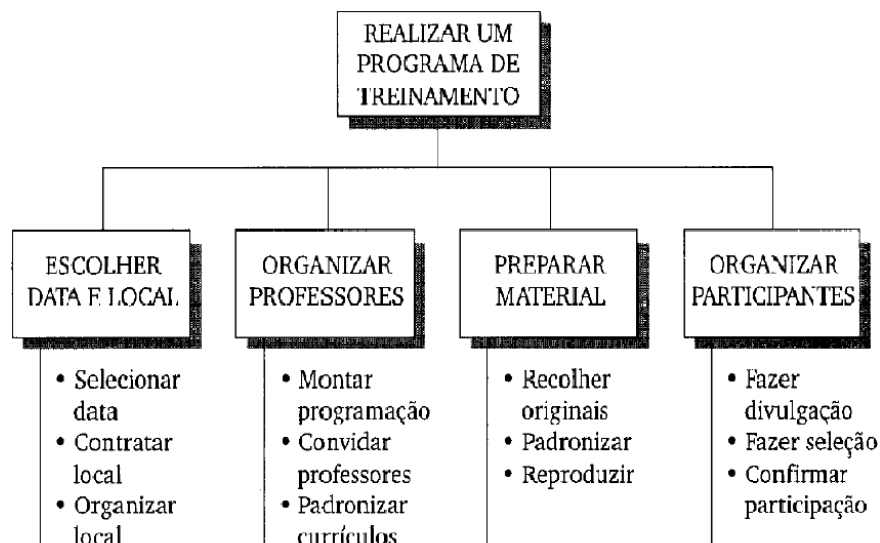 REALIZAR UM
PROGRAMA DE
TREINAMENTO
ESCOLHER
DATA E LOCAL
ORGANIZAR
PROFESSORES
PREPARAR
MATERIAL
ORGANIZAR
PARTICIPANTES
• Selecionar
data
• Contratar
local
• Organizar
local
• Montar
programação
• Convidar
professores
• Padronizar
currículos
• Recolher
originais
• Padronizar
• Reproduzir
• Fazer
divulgação
• Fazer seleção
• Confirmar
participação